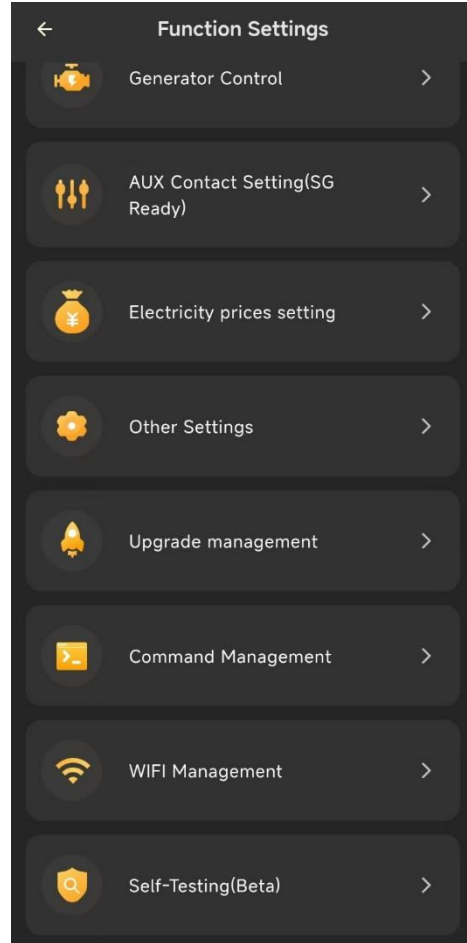 Function Settings
Generator Control
AUX Contact Setting(SG
Ready)
Electricity prices setting
Other Settings
Upgrade management
Command Management
WIFI Management
Self-Testing(Beta)